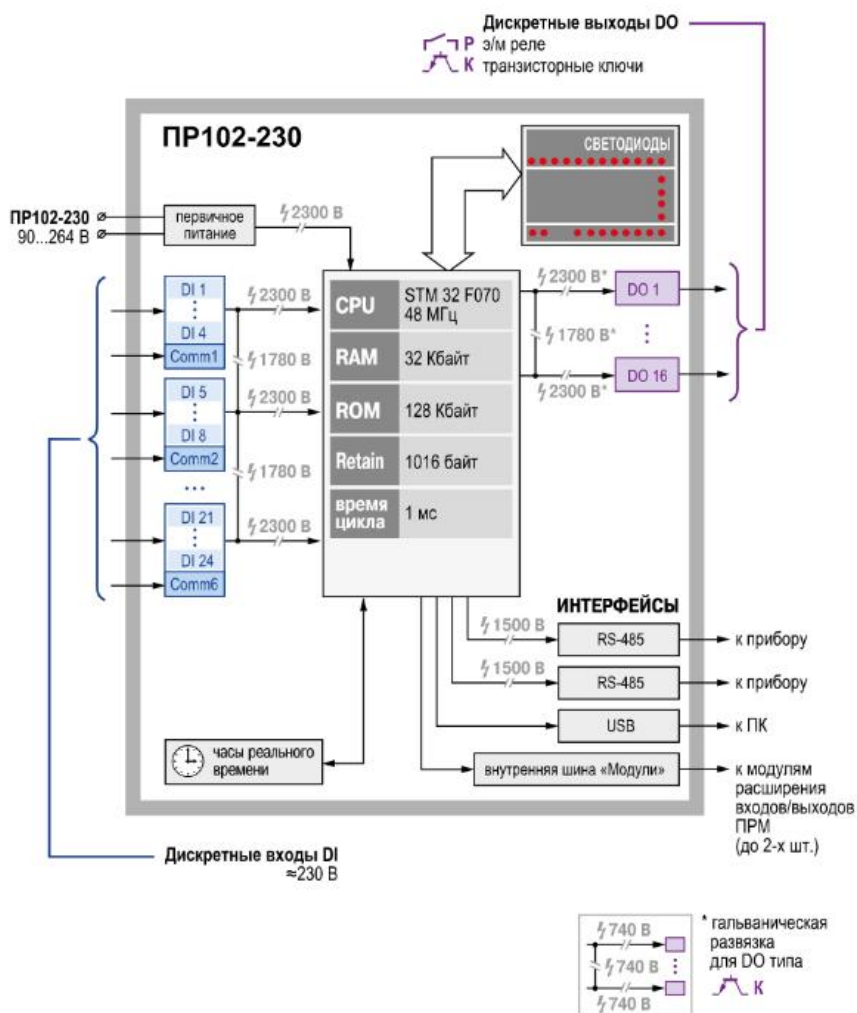 Дискретные выходы DO
Р э/м реле
К транзисторные ключи
ПР102-230
СВЕТОДИОДЫ
ПР102-230
90...264 В
первичное
питание
2300 В
DI 1
DI 4
Comm1
2300 В
1780 В
DI 5
DI 8
Comm2
2300 В
1780 В
DI 21
DI 24
Comm6
2300 В
CPU
STM 32 F070
48 МГц
RAM
32 Кбайт
ROM
128 Кбайт
Retain
1016 байт
время
цикла
1 мс
2300 В*
DO 1
1780 В*
DO 16
2300 В*
ИНТЕРФЕЙСЫ
1500 В
RS-485
к прибору
1500 В
RS-485
к прибору
USB
к ПК
внутренняя шина «Модули»
к модулям
расширения
входов/выходов
ПРМ
(до 2-х шт.)
часы реального
времени
Дискретные входы DI
≈230 В
740 В
740 В
740 В
* гальваническая
развязка
для DO типа
К